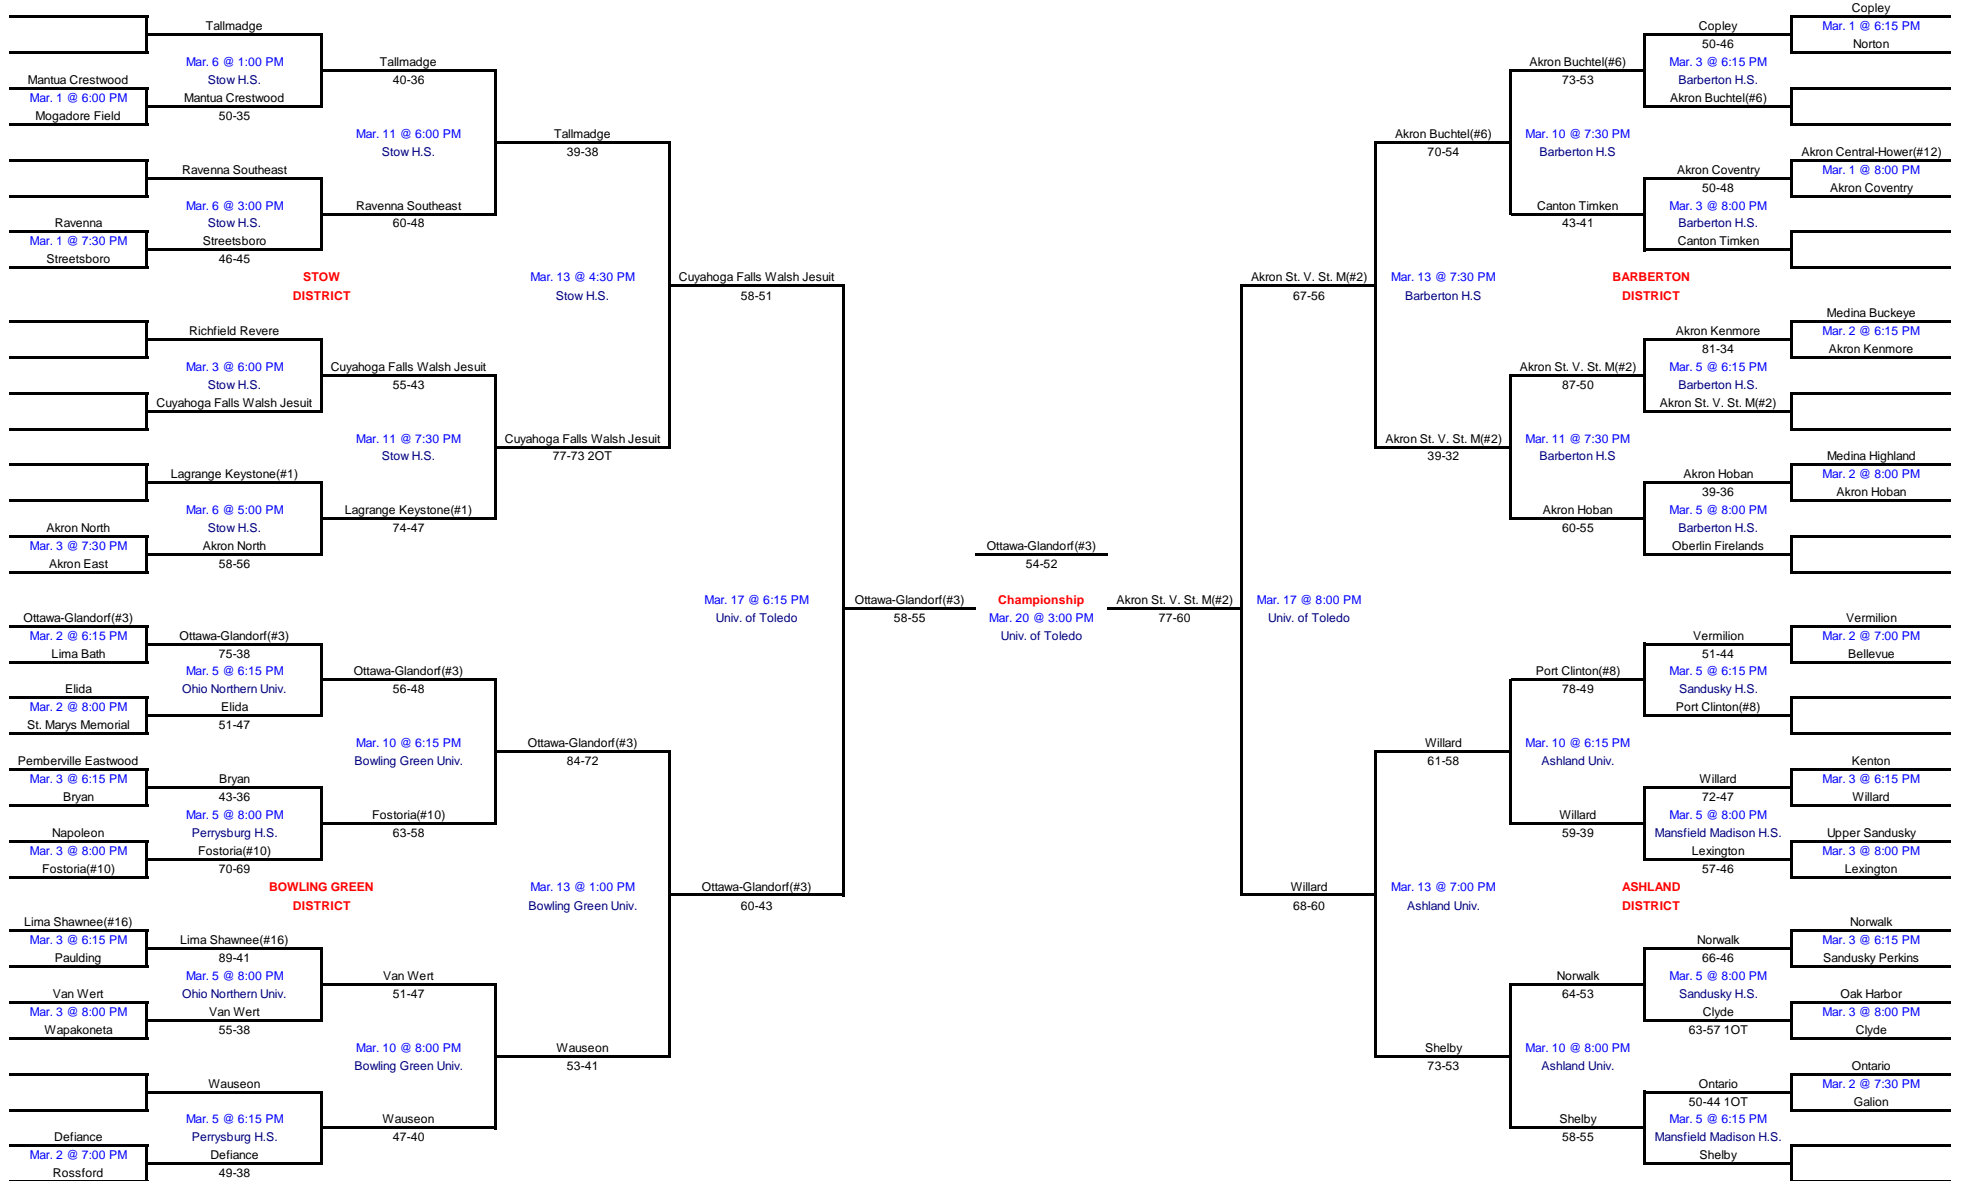 Tallmadge
Mar. 6 @ 1:00 PM
Stow H.S.
Mantua Crestwood
Mar. 1 @ 6:00 PM
Mogadore Field
Mantua Crestwood
50-35
Tallmadge
40-36
Mar. 11 @ 6:00 PM
Stow H.S.
Ravenna Southeast
Mar. 6 @ 3:00 PM
Stow H.S.
Ravenna
Mar. 1 @ 7:30 PM
Streetsboro
Streetsboro
46-45
Ravenna Southeast
60-48
Tallmadge
39-38
STOW
DISTRICT
Mar. 13 @ 4:30 PM
Stow H.S.
Cuyahoga Falls Walsh Jesuit
58-51
Richfield Revere
Mar. 3 @ 6:00 PM
Stow H.S.
Cuyahoga Falls Walsh Jesuit
Cuyahoga Falls Walsh Jesuit
55-43
Mar. 11 @ 7:30 PM
Stow H.S.
Cuyahoga Falls Walsh Jesuit
77-73 2OT
Lagrange Keystone(#1)
Mar. 6 @ 5:00 PM
Stow H.S.
Akron North
Mar. 3 @ 7:30 PM
Akron East
Akron North
58-56
Lagrange Keystone(#1)
74-47
Mar. 17 @ 6:15 PM
Univ. of Toledo
Ottawa-Glandorf(#3)
58-55
Ottawa-Glandorf(#3)
Mar. 2 @ 6:15 PM
Lima Bath
Ottawa-Glandorf(#3)
75-38
Mar. 5 @ 6:15 PM
Ohio Northern Univ.
Elida
Mar. 2 @ 8:00 PM
St. Marys Memorial
Elida
51-47
Ottawa-Glandorf(#3)
56-48
Mar. 10 @ 6:15 PM
Bowling Green Univ.
Ottawa-Glandorf(#3)
84-72
Pemberville Eastwood
Mar. 3 @ 6:15 PM
Bryan
Bryan
43-36
Mar. 5 @ 8:00 PM
Perrysburg H.S.
Napoleon
Mar. 3 @ 8:00 PM
Fostoria(#10)
Fostoria(#10)
70-69
Fostoria(#10)
63-58
BOWLING GREEN
DISTRICT
Mar. 13 @ 1:00 PM
Bowling Green Univ.
Ottawa-Glandorf(#3)
60-43
Lima Shawnee(#16)
Mar. 3 @ 6:15 PM
Paulding
Lima Shawnee(#16)
89-41
Mar. 5 @ 8:00 PM
Ohio Northern Univ.
Van Wert
Mar. 3 @ 8:00 PM
Wapakoneta
Van Wert
55-38
Van Wert
51-47
Mar. 10 @ 8:00 PM
Bowling Green Univ.
Wauseon
53-41
Wauseon
Mar. 5 @ 6:15 PM
Perrysburg H.S.
Defiance
Mar. 2 @ 7:00 PM
Rossford
Defiance
49-38
Wauseon
47-40
Ottawa-Glandorf(#3)
54-52
Championship
Mar. 20 @ 3:00 PM
Univ. of Toledo
Akron St. V. St. M(#2)
77-60
Mar. 17 @ 8:00 PM
Univ. of Toledo
Copley
Mar. 1 @ 6:15 PM
Norton
Copley
50-46
Mar. 3 @ 6:15 PM
Barberton H.S.
Akron Buchtel(#6)
Akron Buchtel(#6)
73-53
Mar. 10 @ 7:30 PM
Barberton H.S
Akron Buchtel(#6)
70-54
Akron Central-Hower(#12)
Mar. 1 @ 8:00 PM
Akron Coventry
Akron Coventry
50-48
Mar. 3 @ 8:00 PM
Barberton H.S.
Canton Timken
Canton Timken
43-41
Akron St. V. St. M(#2)
67-56
Mar. 13 @ 7:30 PM
Barberton H.S
BARBERTON
DISTRICT
Medina Buckeye
Mar. 2 @ 6:15 PM
Akron Kenmore
Akron Kenmore
81-34
Mar. 5 @ 6:15 PM
Barberton H.S.
Akron St. V. St. M(#2)
Akron St. V. St. M(#2)
87-50
Mar. 11 @ 7:30 PM
Barberton H.S
Akron St. V. St. M(#2)
39-32
Medina Highland
Mar. 2 @ 8:00 PM
Akron Hoban
Akron Hoban
39-36
Mar. 5 @ 8:00 PM
Barberton H.S.
Oberlin Firelands
Akron Hoban
60-55
Vermilion
Mar. 2 @ 7:00 PM
Bellevue
Vermilion
51-44
Mar. 5 @ 6:15 PM
Sandusky H.S.
Port Clinton(#8)
Port Clinton(#8)
78-49
Mar. 10 @ 6:15 PM
Ashland Univ.
Willard
61-58
Kenton
Mar. 3 @ 6:15 PM
Willard
Willard
72-47
Mar. 5 @ 8:00 PM
Mansfield Madison H.S.
Upper Sandusky
Mar. 3 @ 8:00 PM
Lexington
Lexington
57-46
Willard
59-39
Willard
68-60
Mar. 13 @ 7:00 PM
Ashland Univ.
ASHLAND
DISTRICT
Norwalk
Mar. 3 @ 6:15 PM
Sandusky Perkins
Norwalk
66-46
Mar. 5 @ 8:00 PM
Sandusky H.S.
Oak Harbor
Mar. 3 @ 8:00 PM
Clyde
Clyde
63-57 1OT
Norwalk
64-53
Mar. 10 @ 8:00 PM
Ashland Univ.
Shelby
73-53
Ontario
Mar. 2 @ 7:30 PM
Galion
Ontario
50-44 1OT
Mar. 5 @ 6:15 PM
Mansfield Madison H.S.
Shelby
Shelby
58-55